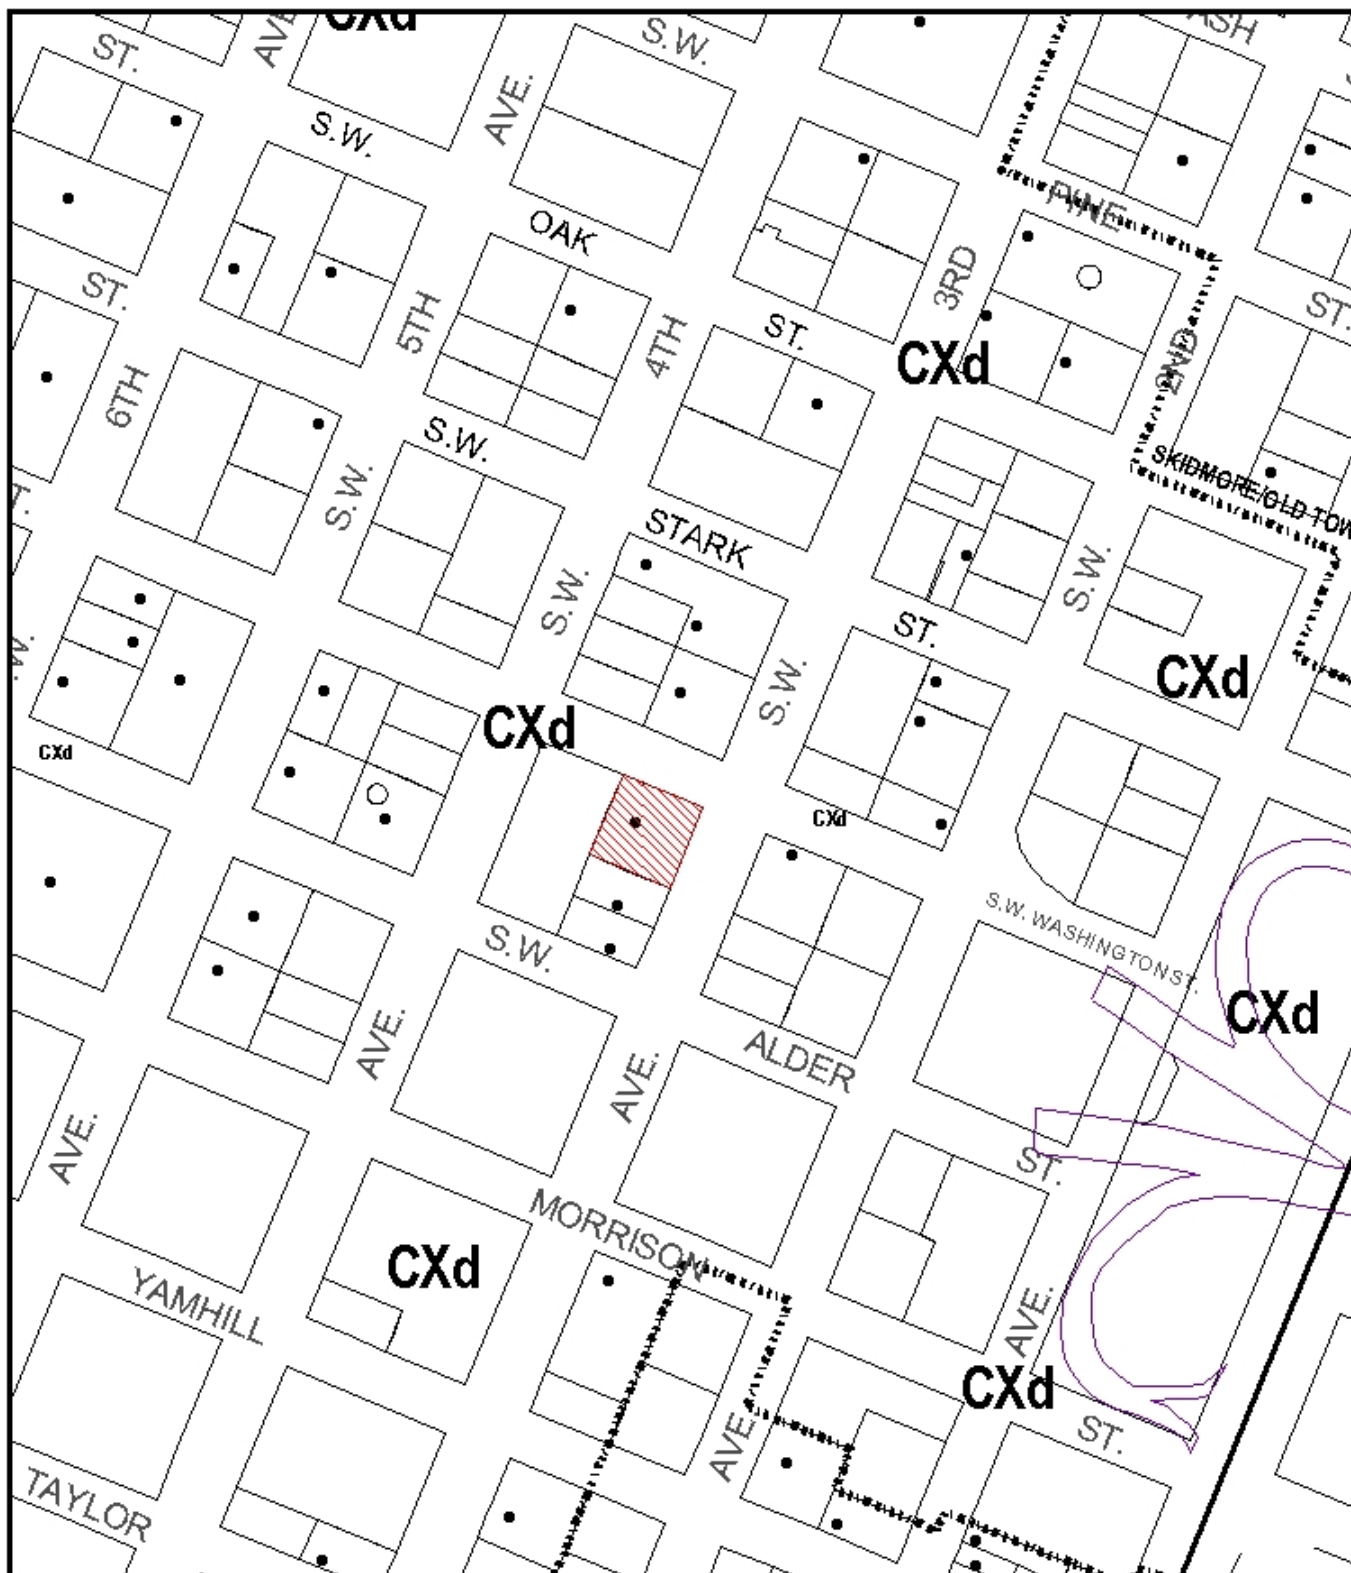 CXd
AVE
S.W.
ASH
ST.
S.W.
AVE.
PINE
OAK
3RD
ST.
ST.
5TH
4TH
ST.
2ND
CXd
6TH
S.W.
SKIDMORE/OLD TOW
S.W.
STARK
S.W.
S.W.
ST.
S.W.
CXd
CXd
CXd
CXd
S.W. WASHINGTON ST.
S.W.
CXd
AVE.
ALDER
AVE.
AVE.
ST.
MORRISON
CXd
YAMHILL
AVE.
CXd
ST.
AVE.
TAYLOR